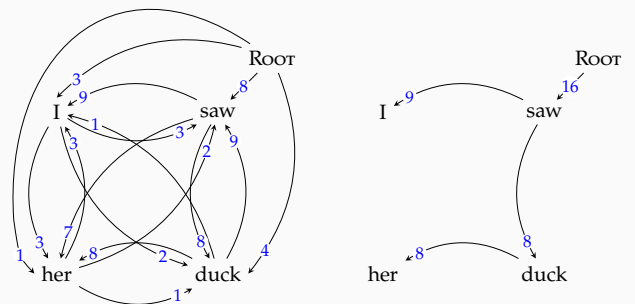 3 ROOT ROOT
9 8 9 16
I saw I saw
1 3
3 2 9
7
3 8 8 8 8
1 2 4
her duck her duck
1